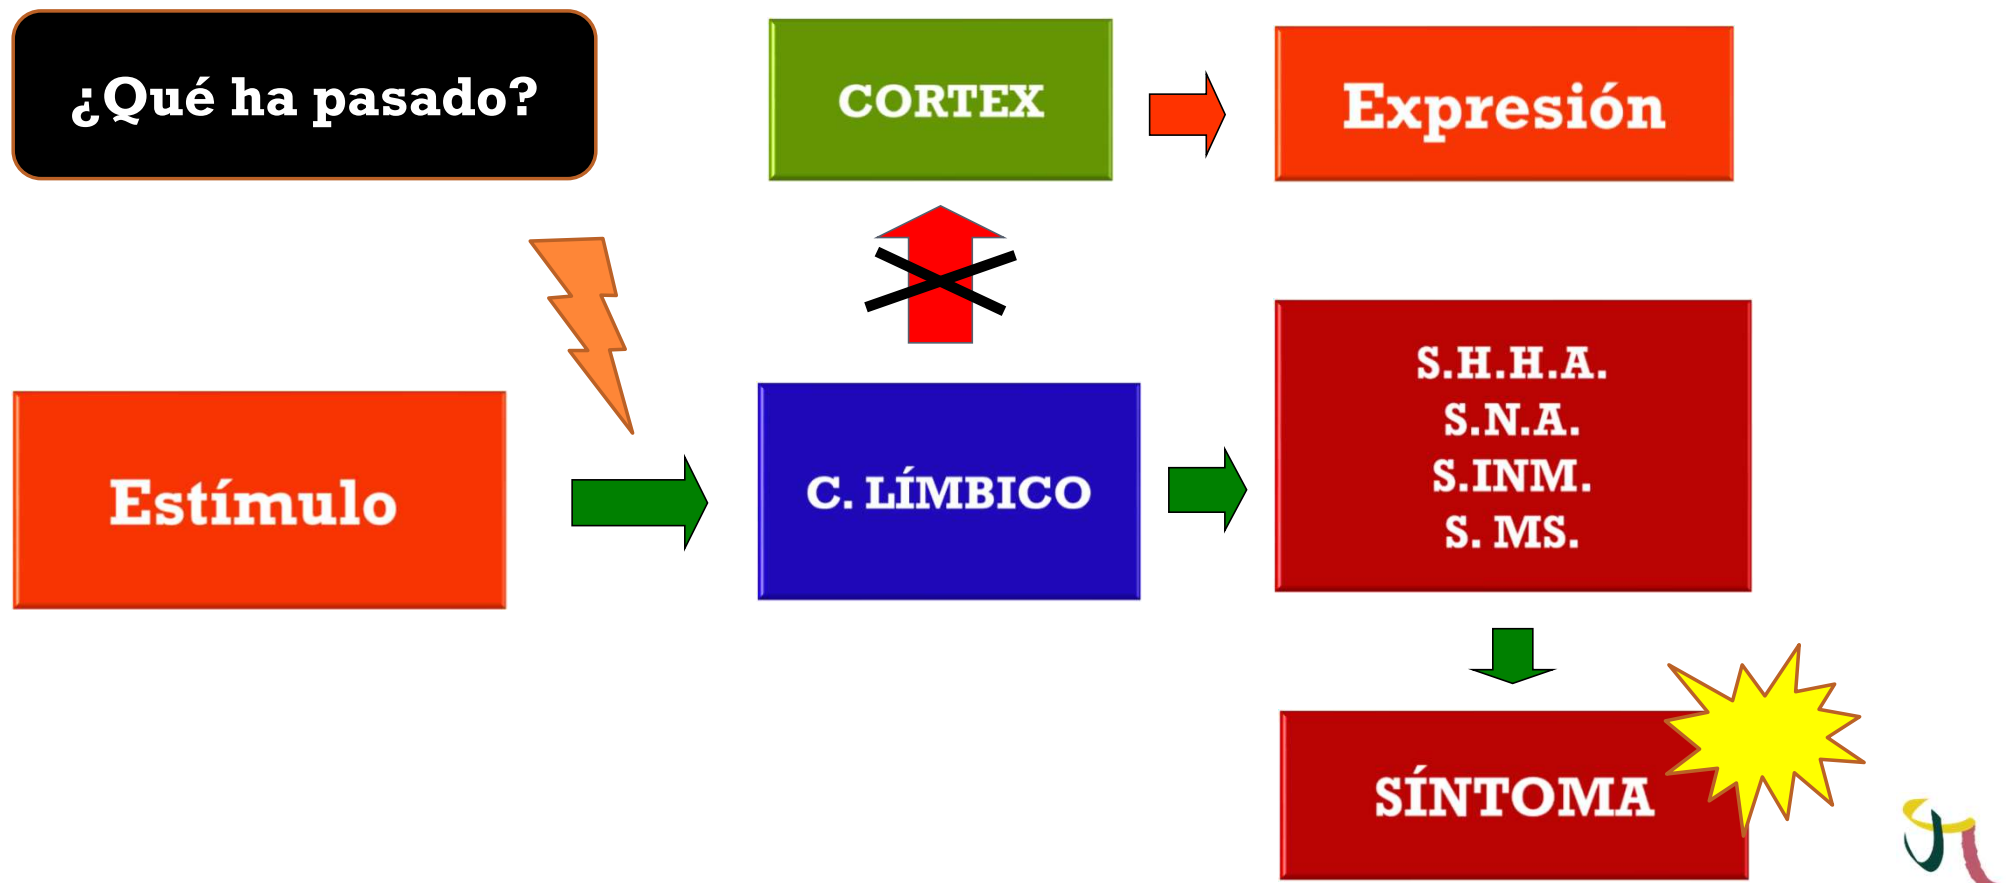 ¿Qué ha pasado?
CORTEX
Expresión
Estímulo
C. LÍMBICO
S.H.H.A.
S.N.A.
S.INM.
S. MS.
SÍNTOMA